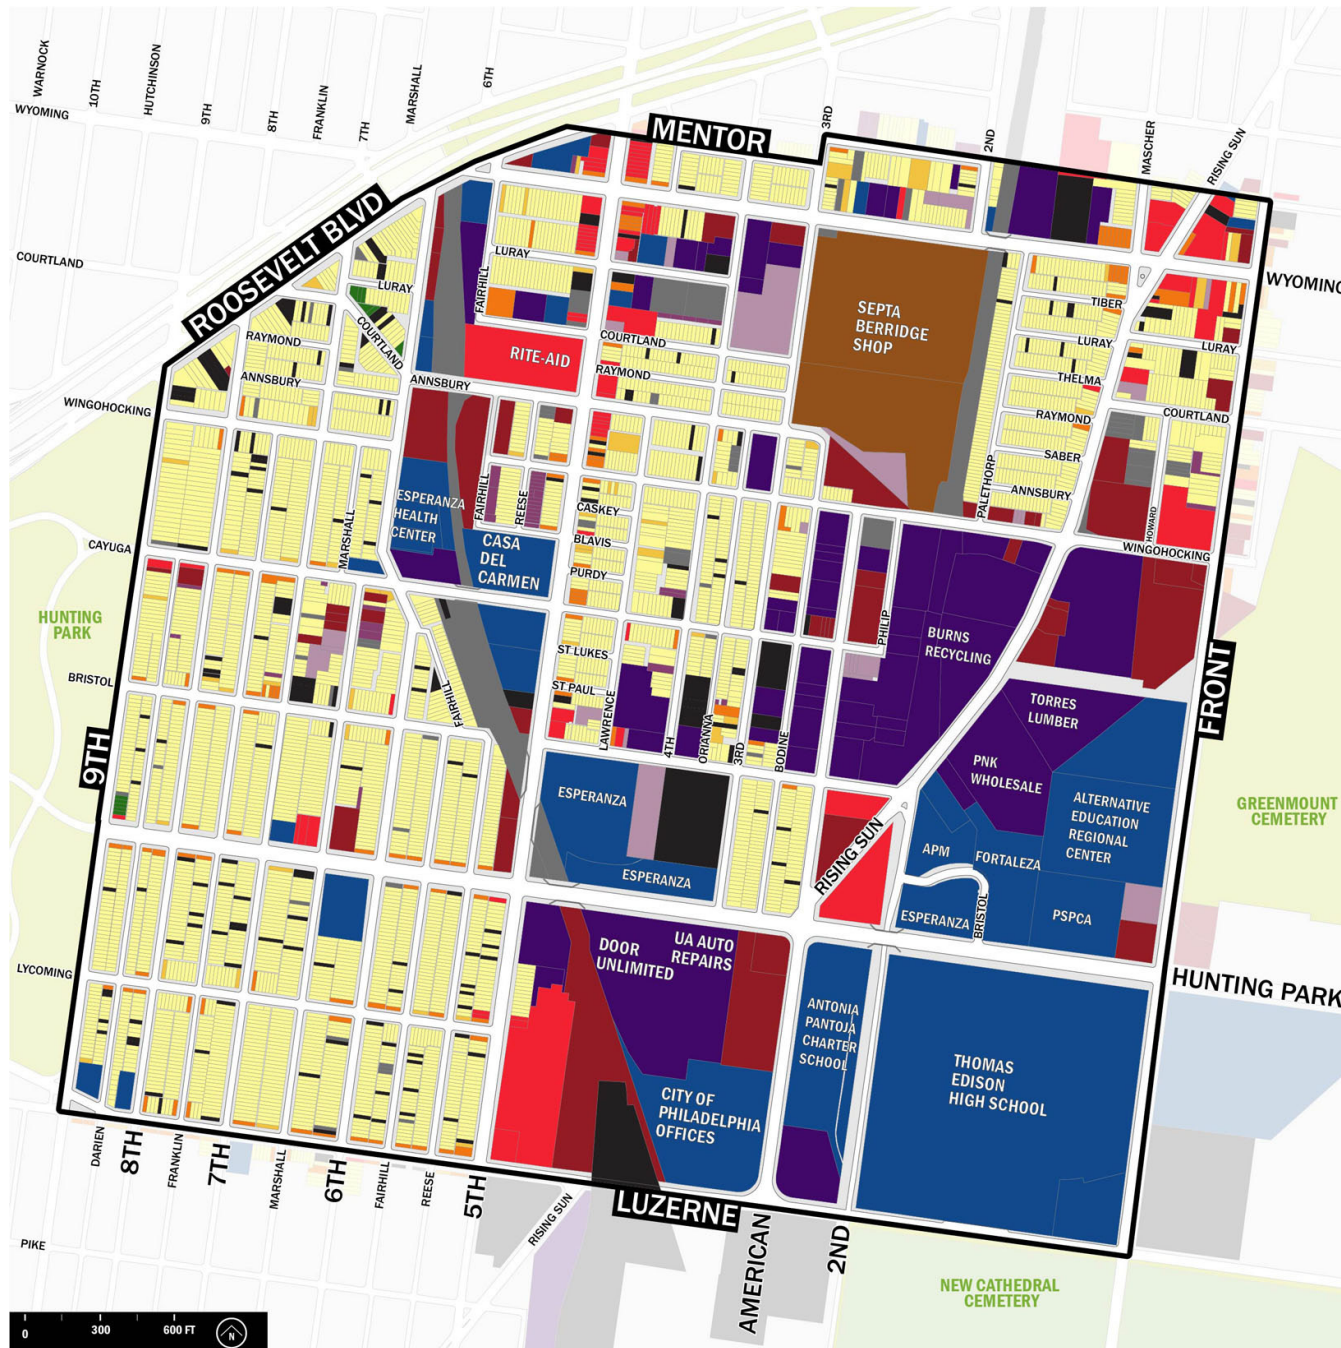 WARNOCK
10TH
HUTCHINSON
9TH
8TH
FRANKLIN
7TH
MARSHALL
6TH
MENTOR
3RD
2ND
MASCHER
RISING SUN
WYOMING
ROOSEVELT BLVD
COURTLAND
LURAY
FAIRHILL
LURAY
SEPTA
BERRIDGE
SHOP
WYOMING
TIBER
LURAY
LURAY
RAYMOND
COURTLAND
RITE-AID
COURTLAND
RAYMOND
THELMA
ANNSBURY
ANNSBURY
RAYMOND
COURTLAND
WINGOHOCKING
SABER
PALETHORP
ANNSBURY
ESPERANZA
HEALTH
CENTER
FAIRHILL
REESE
CASKEY
BLAVIS
PURDY
HOWARD
WINGOHOCKING
CASA
DEL
CARMEN
MARSHALL
CAYUGA
HUNTING
PARK
PHILIP
BURNS
RECYCLING
ST LUKES
ST PAUL
BRISTOL
FAIRHILL
LAWRENCE
4TH
ORIANNA
3RD
BODINE
TORRES
LUMBER
FRONT
9TH
PNK
WHOLESALE
ESPERANZA
ALTERNATIVE
EDUCATION
REGIONAL
CENTER
GREENMOUNT
CEMETERY
RISING SUN
APM
FORTALEZA
ESPERANZA
ESPERANZA
BRISTOL
PSPCA
DOOR
UNLIMITED
UA AUTO
REPAIRS
LYCOMING
HUNTING PARK
ANTONIA
PANTOJA
CHARTER
SCHOOL
THOMAS
EDISON
HIGH SCHOOL
CITY OF
PHILADELPHIA
OFFICES
DARIEN
8TH
FRANKLIN
7TH
MARSHALL
6TH
FAIRHILL
REESE
5TH
RISING SUN
LUZERNE
AMERICAN
2ND
PIKE
NEW CATHEDRAL
CEMETERY
0 300 600 FT N